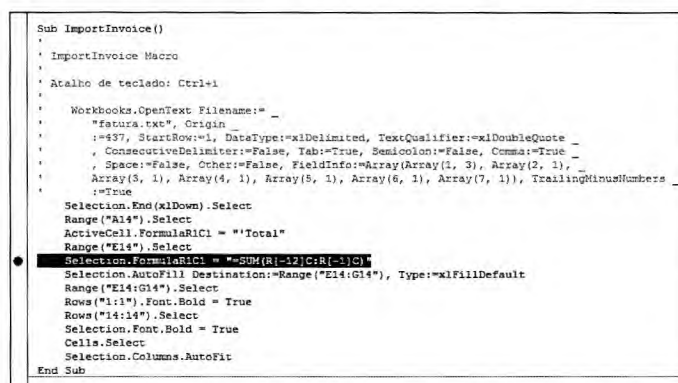 Sub ImportInvoice()
'
' ImportInvoice Macro
'
' Atalho de teclado: Ctrl+i
'
'     Workbooks.OpenText Filename:= _
'        "fatura.txt", Origin _
'        :=437, StartRow:=1, DataType:=xlDelimited, TextQualifier:=xlDoubleQuote _
'        , ConsecutiveDelimiter:=False, Tab:=True, Semicolon:=False, Comma:=True _
'        , Space:=False, Other:=False, FieldInfo:=Array(Array(1, 3), Array(2, 1), _
'        Array(3, 1), Array(4, 1), Array(5, 1), Array(6, 1), Array(7, 1)), TrailingMinusNumbers _
'        :=True
    Selection.End(xlDown).Select
    Range("A14").Select
    ActiveCell.FormulaR1C1 = "'Total"
    Range("E14").Select
    Selection.FormulaR1C1 = "=SUM(R[-12]C:R[-1]C)"
    Selection.AutoFill Destination:=Range("E14:G14"), Type:=xlFillDefault
    Range("E14:G14").Select
    Rows("1:1").Font.Bold = True
    Rows("14:14").Select
    Selection.Font.Bold = True
    Cells.Select
    Selection.Columns.AutoFit
End Sub